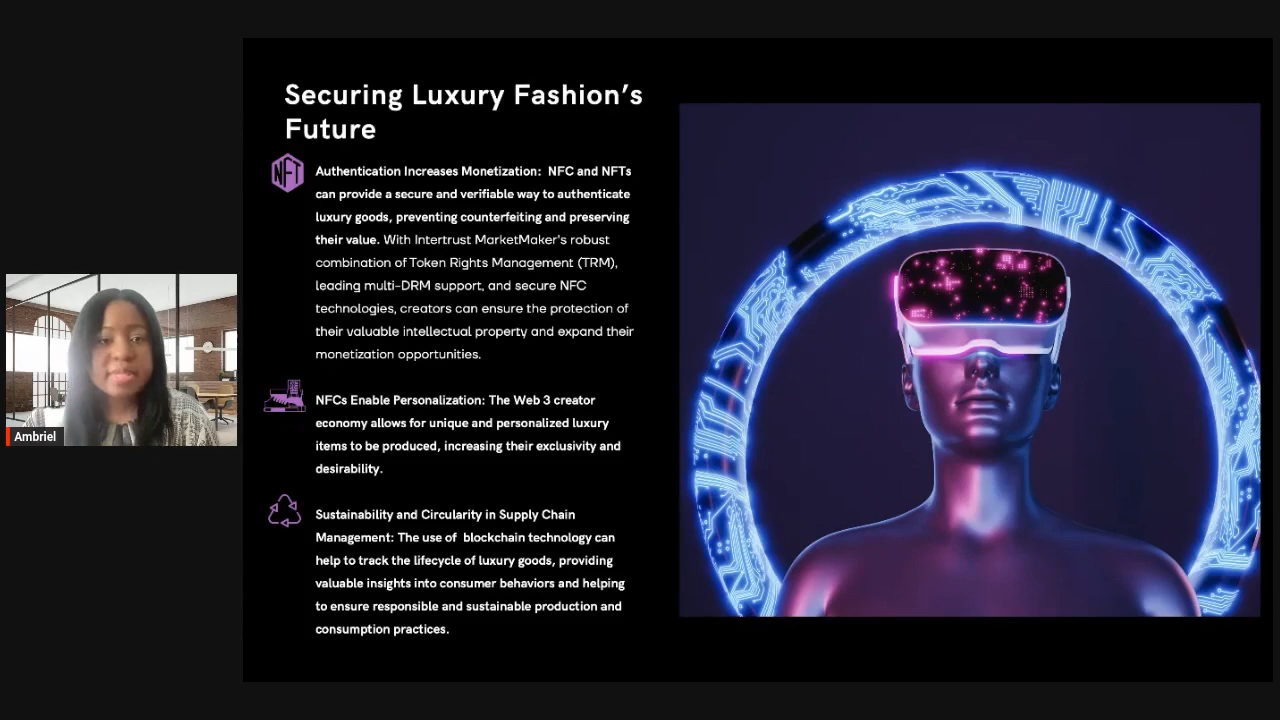 Securing Luxury Fashion's
Future
NFT
Authentication Increases Monetization: NFC and NFTs
can provide a secure and verifiable way to authenticate
luxury goods, preventing counterfeiting and preserving
their value. With Intertrust MarketMaker's robust
combination of Token Rights Management (TRM),
leading multi-DRM support, and secure NFC
technologies, creators can ensure the protection of
their valuable intellectual property and expand their
monetization opportunities.
NFCs Enable Personalization: The Web 3 creator
economy allows for unique and personalized luxury
items to be produced, increasing their exclusivity and
desirability.
Sustainability and Circularity in Supply Chain
Management: The use of blockchain technology can
help to track the lifecycle of luxury goods, providing
valuable insights into consumer behaviors and helping
to ensure responsible and sustainable production and
consumption practices.
Ambriel